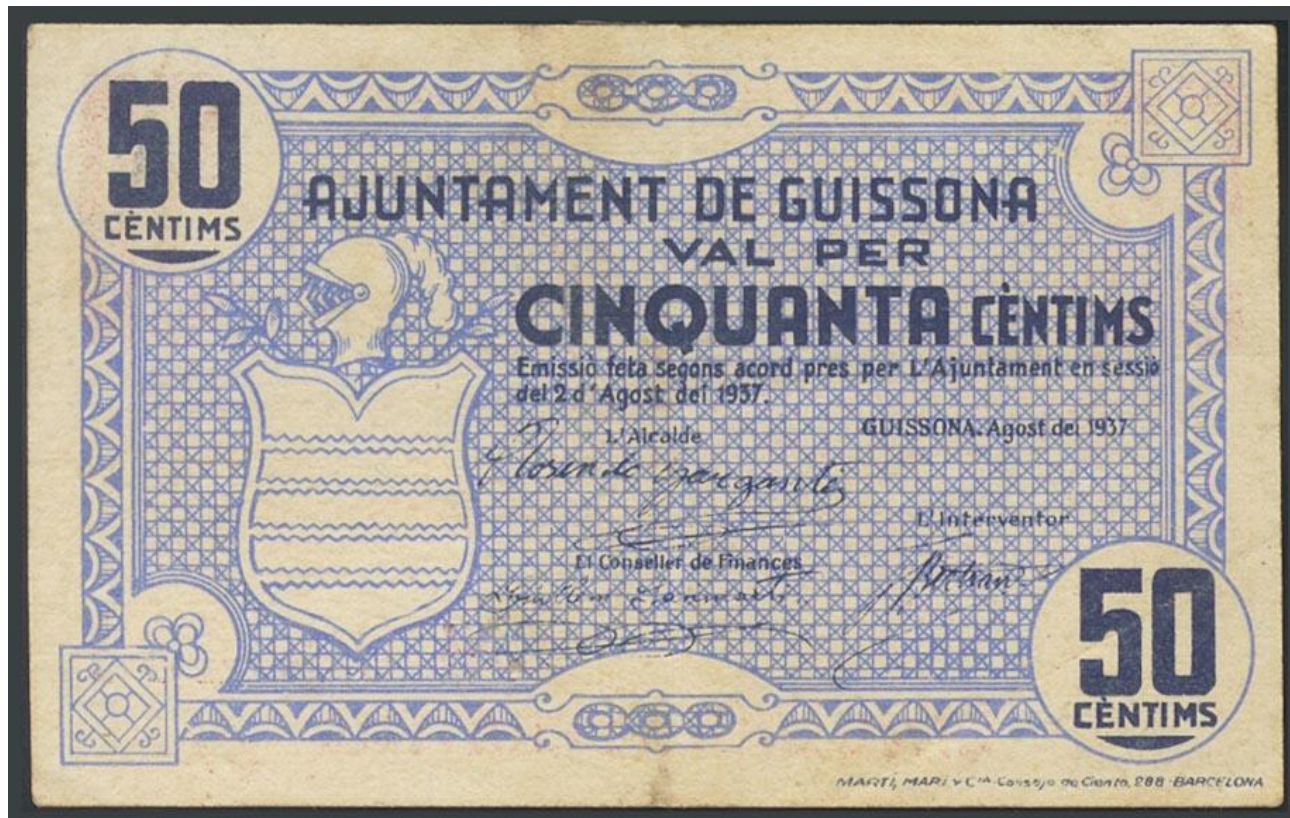 50
CÈNTIMS
AJUNTAMENT DE GUISSONA
VAL PER
CINQUANTA CÈNTIMS
Emissió feta segons acord pres per L'Ajuntament en sessió
del 2 d'Agost del 1937.
GUISSONA. Agost del 1937
L'Alcalde
L'Interventor
El Conseller de Finances
50
CÈNTIMS
MARTÍ, MARÍ y Cía. Consejo de Ciento, 288 - BARCELONA